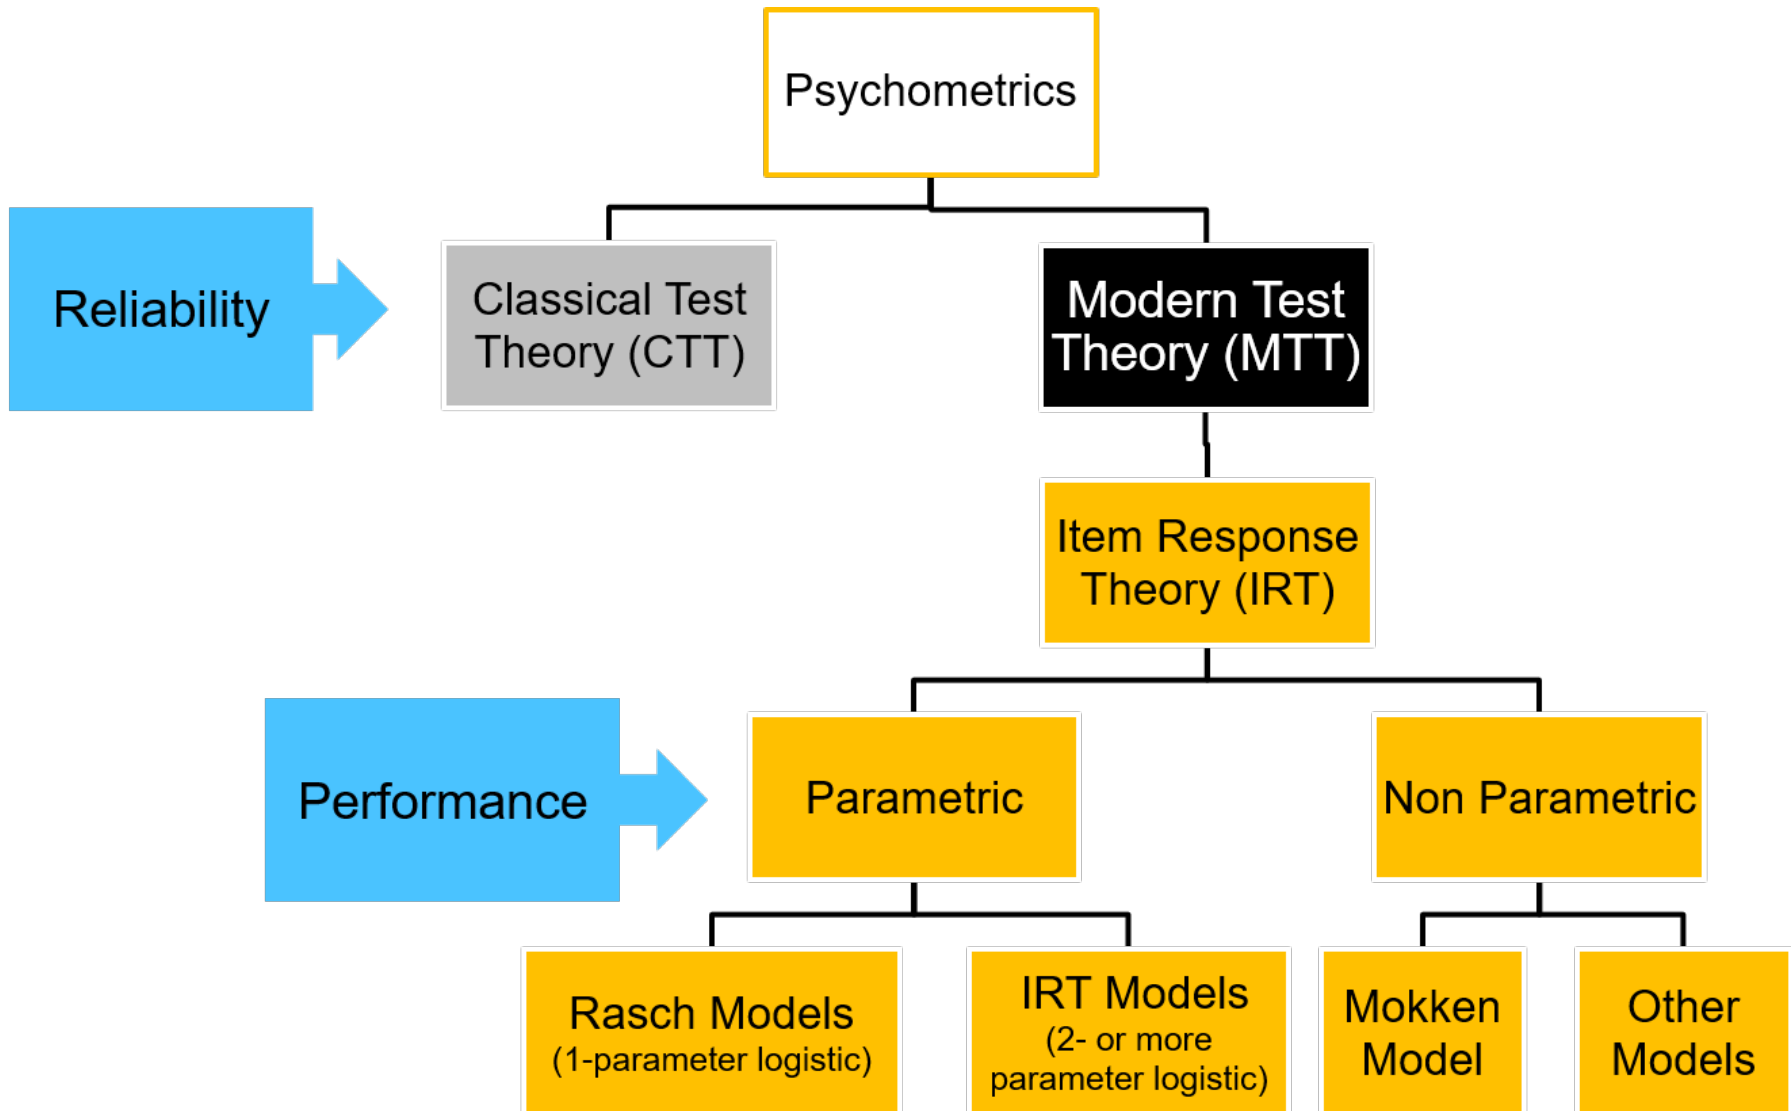 Psychometrics
Reliability
Classical Test
Theory (CTT)
Modern Test
Theory (MTT)
Item Response
Theory (IRT)
Performance
Parametric
Non Parametric
Rasch Models
(1-parameter logistic)
IRT Models
(2- or more
parameter logistic)
Mokken
Model
Other
Models